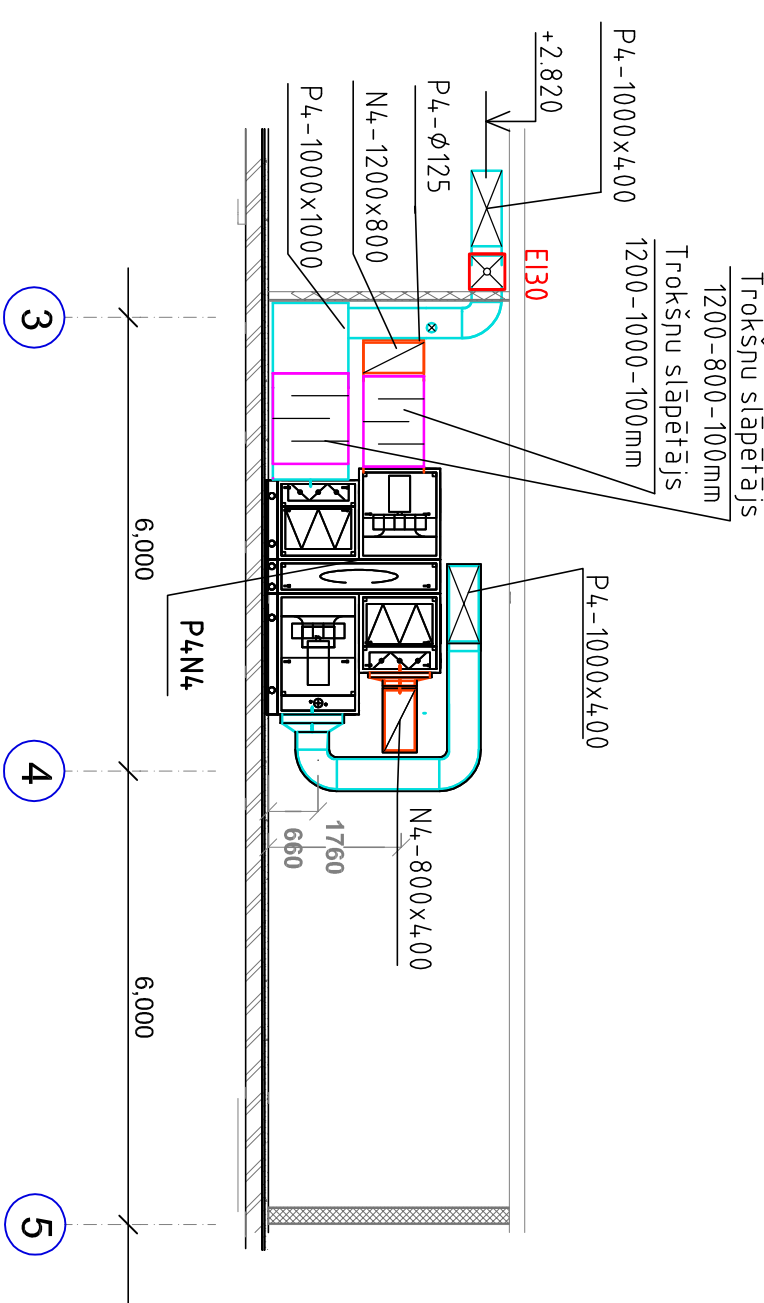 Trokšņu slāpētājs
1200-800-100mm
Trokšņu slāpētājs
1200-1000-100mm
P4-1000x400
+2.820
EI30
P4-Ø125
N4-1200x800
P4-1000x1000
P4-1000x400
P4N4
N4-800x400
1760
660
6,000
6,000
3
4
5